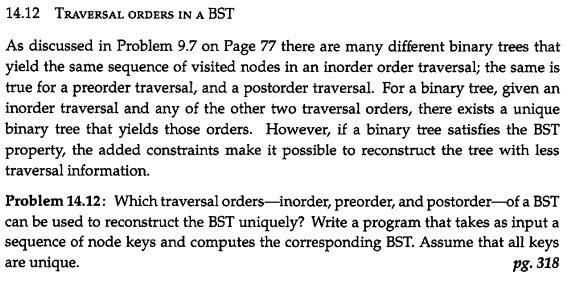 14.12 TRAVERSAL ORDERS IN A BST
As discussed in Problem 9.7 on Page 77 there are many different binary trees that
yield the same sequence of visited nodes in an inorder order traversal; the same is
true for a preorder traversal, and a postorder traversal. For a binary tree, given an
inorder traversal and any of the other two traversal orders, there exists a unique
binary tree that yields those orders. However, if a binary tree satisfies the BST
property, the added constraints make it possible to reconstruct the tree with less
traversal information.
Problem 14.12: Which traversal orders—inorder, preorder, and postorder—of a BST
can be used to reconstruct the BST uniquely? Write a program that takes as input a
sequence of node keys and computes the corresponding BST. Assume that all keys
are unique. pg. 318